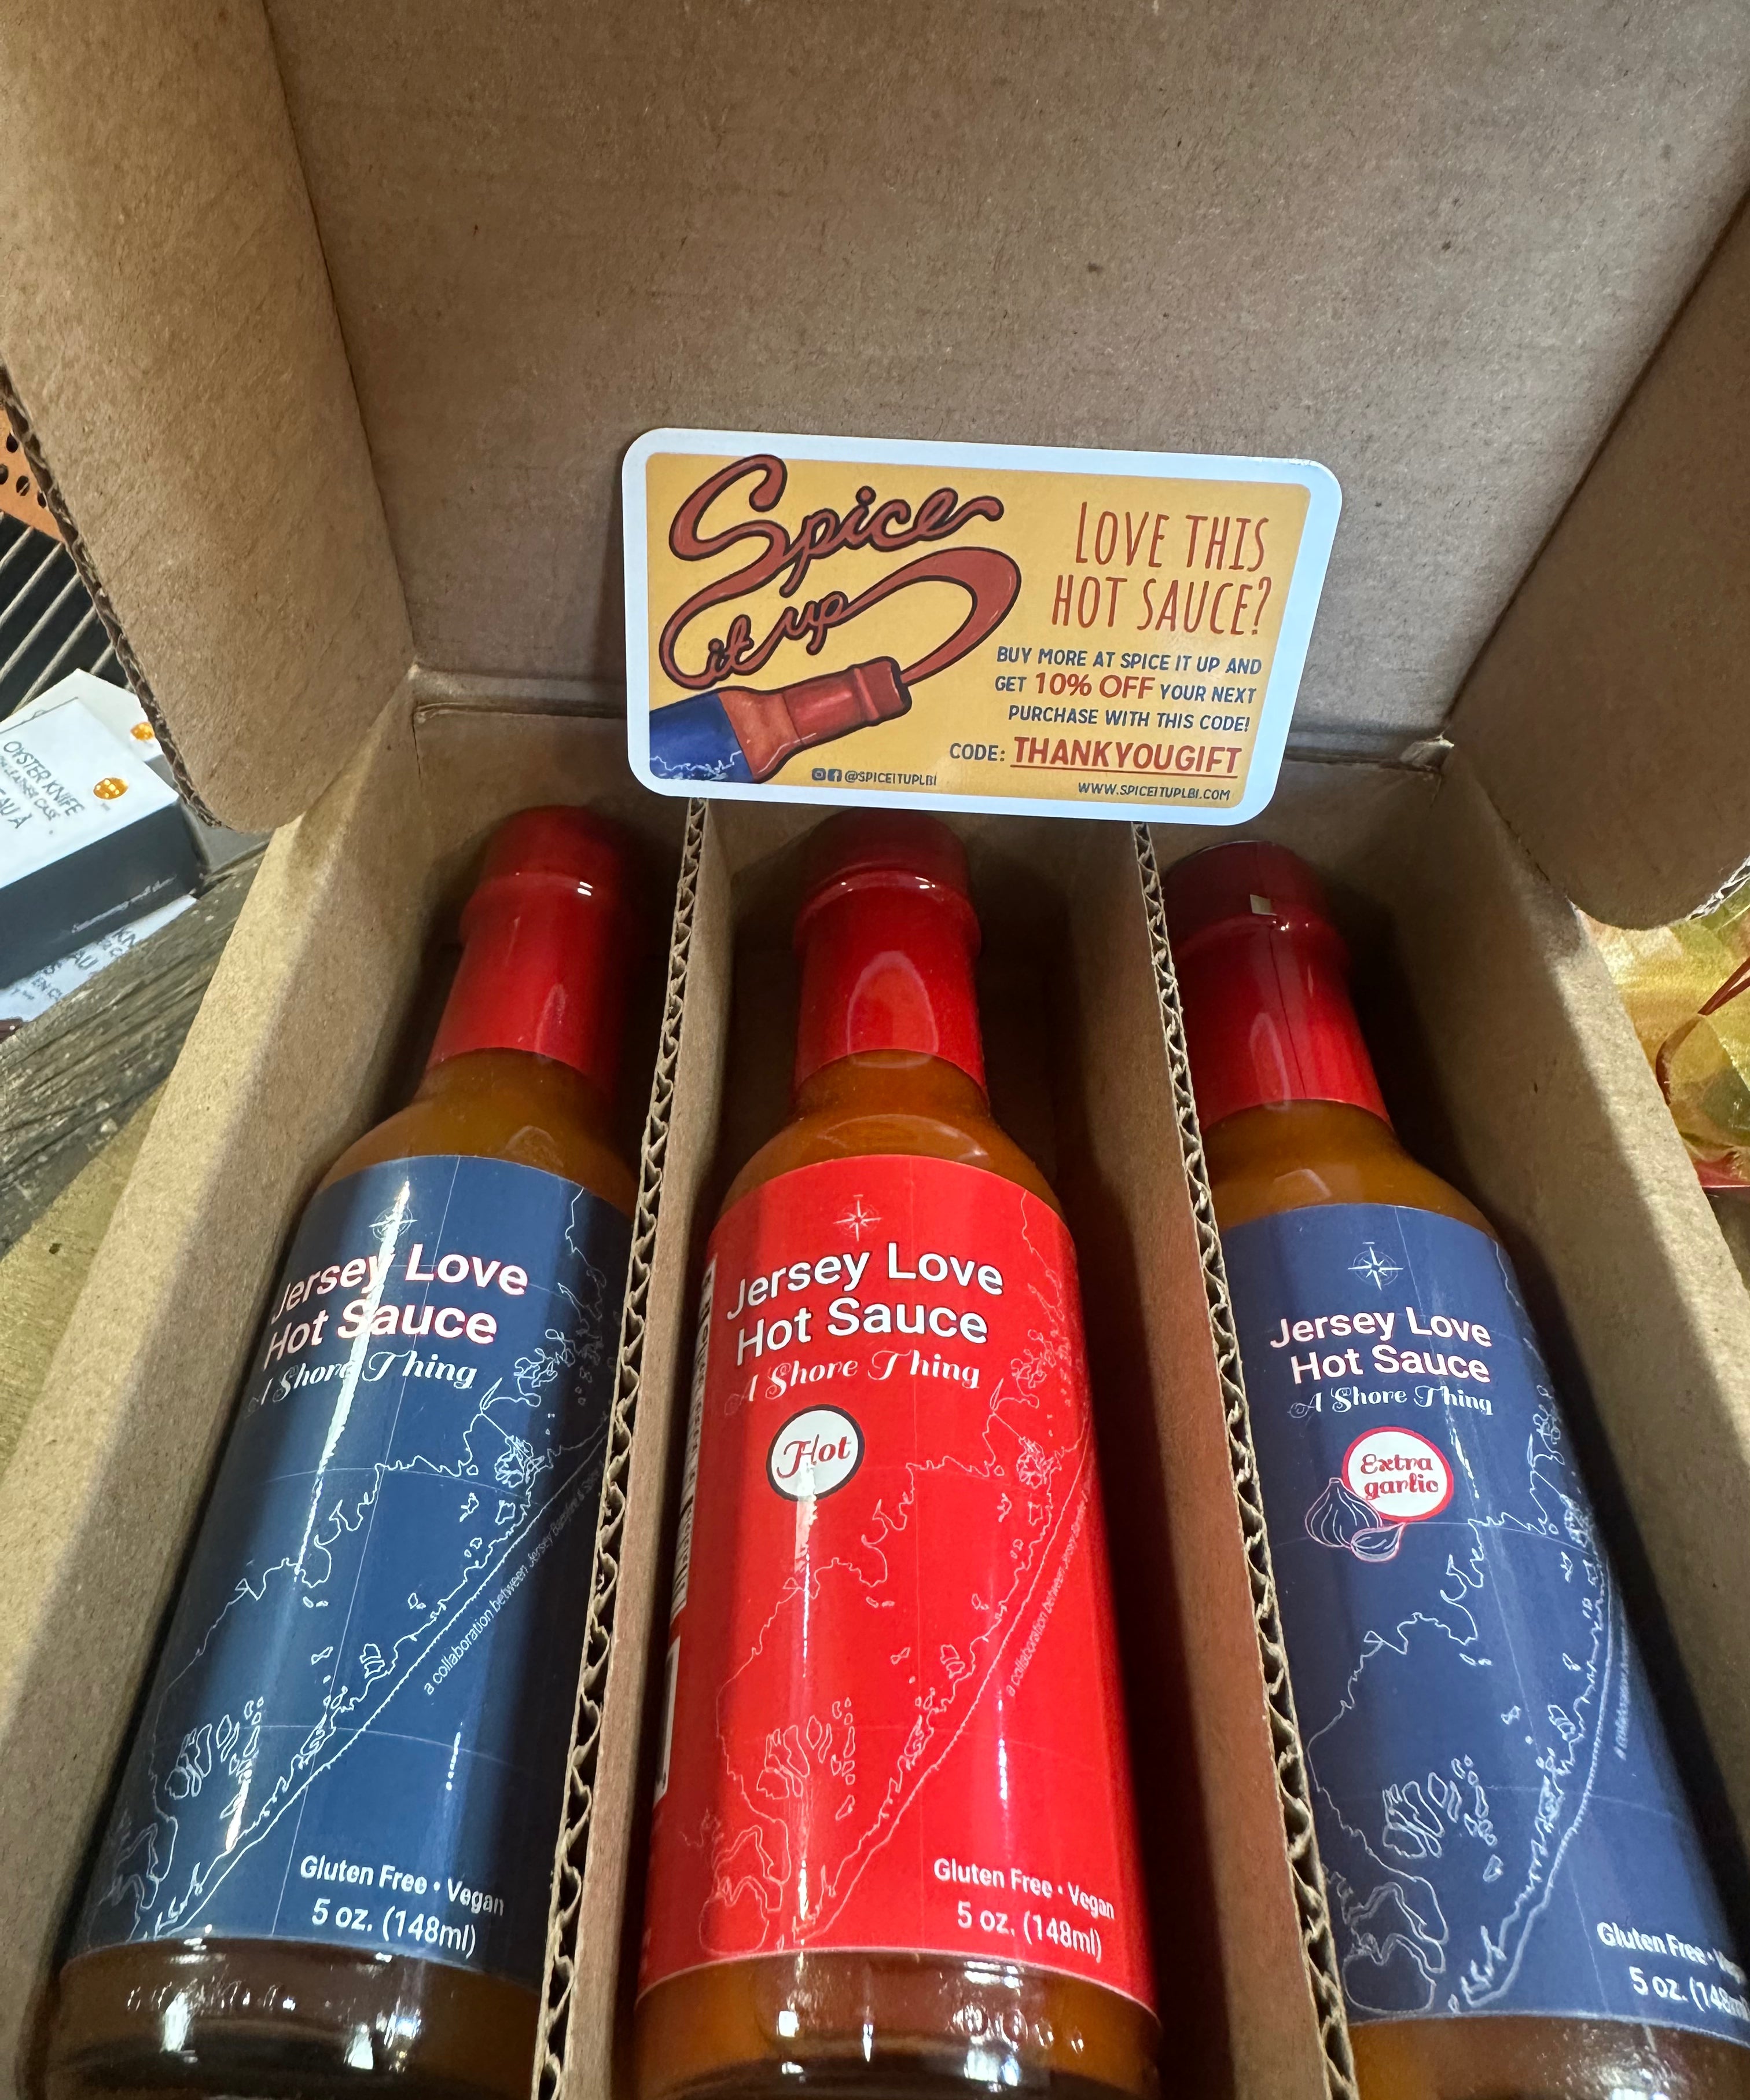 Spice
it up
LOVE THIS
HOT SAUCE?
BUY MORE AT SPICE IT UP AND
GET 10% OFF YOUR NEXT
PURCHASE WITH THIS CODE!
CODE: THANKYOUGIFT
@SPICEITUPLBI
WWW.SPICEITUPLBI.COM
OYSTER KNIFE
Jersey Love
Hot Sauce
A Shore Thing
a collaboration between Jersey
Gluten Free • Vegan
5 oz. (148ml)
Jersey Love
Hot Sauce
A Shore Thing
Hot
a collaboration between
Gluten Free • Vegan
5 oz. (148ml)
Jersey Love
Hot Sauce
A Shore Thing
Extra
garlic
Gluten Free •
5 oz.